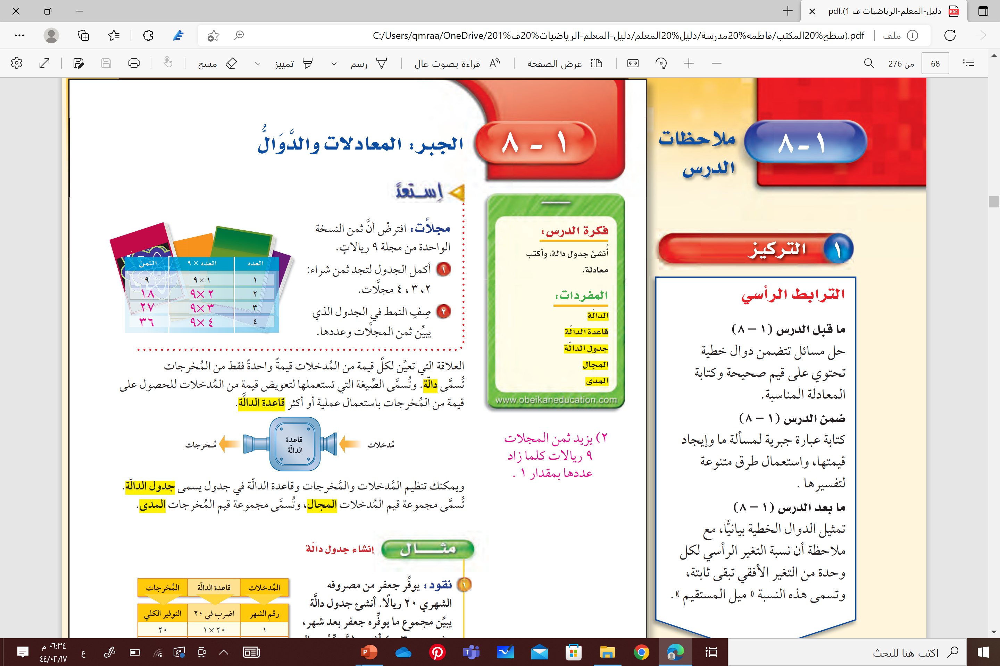 دليل-المعلم-الرياضيات ف 1).pdf
ملف
C:/Users/qmraa/OneDrive/سطح%20المكتب/فاطمه%20مدرسة/دليل%20المعلم/دليل-المعلم-الرياضيات%20ف%201).pdf
68
من 276
عرض الصفحة
قراءة بصوت عالٍ
رسم
تمييز
مسح
١-٨
ملاحظات
الدرس
١ التركيز
الترابط الرأسي
ما قبل الدرس (١ – ٨)
حل مسائل تتضمن دوال خطية
تحتوي على قيم صحيحة وكتابة
المعادلة المناسبة.
ضمن الدرس (١ – ٨)
كتابة عبارة جبرية لمسألة ما وإيجاد
قيمتها، واستعمال طرق متنوعة
لتفسيرها .
ما بعد الدرس (١ – ٨)
تمثيل الدوال الخطية بيانيًّا، مع
ملاحظة أن نسبة التغير الرأسي لكل
وحدة من التغير الأفقي تبقى ثابتة،
وتسمى هذه النسبة « ميل المستقيم ».
١ - ٨
الجبر: المعادلات والدَّوَالُّ
فكرة الدرس:
أُنشئ جدول دالة، وأكتب
معادلة.
المفردات:
الدالّة
قاعدة الدالّة
جدول الدالّة
المجال
المدى
www.obeikaneducation.com
٢) يزيد ثمن المجلات
٩ ريالات كلما زاد
عددها بمقدار ١ .
اِستعدَّ
مجلاَّت: افترضْ أنَّ ثمن النسخة
الواحدة من مجلة ٩ ريالاتٍ.
١ أكمل الجدول لتجد ثمن شراء:
٢، ٣، ٤ مجلَّات.
٢ صِفِ النمط في الجدول الذي
يبيِّن ثمن المجلَّات وعددها.
العدد العدد × ٩ الثمن
١ ١ × ٩ ٩
٢ ٢ ×٩ ١٨
٣ ٣ ×٩ ٢٧
٤ ٤ ×٩ ٣٦
العلاقة التي تعيِّن لكلِّ قيمة من المُدخلات قيمةً واحدةً فقط من المُخرجات
تُسمَّى دالّة. وتُسمَّى الصِّيغة التي تستعملها لتعويض قيمة من المُدخلات للحصول على
قيمة من المُخرجات باستعمال عملية أو أكثر قاعدة الدالَّة.
مُدخلات
قاعدة
الدالّة
مُـخرجات
ويمكنك تنظيم المُدخلات والمُخرجات وقاعدة الدالّة في جدول يسمى جدول الدالّة.
تُسمَّى مجموعة قيم المُدخلات المجال، وتُسمَّى مجموعة قيم المُخرجات المدى.
مثـــال إنشاء جدول دالّة
١ نقود: يوفِّر جعفر من مصروفه
الشهري ٢٠ ريالًا. أنشئ جدول دالَّة
يبيِّن مجموع ما يوفِّره جعفر بعد شهر،
المُدخلات قاعدة الدالّة المُخرجات
رقم الشهر اضرب في ٢٠ التوفير الكلي
١ ٢٠ × ١ ٢٠
اكتب هنا للبحث
ع
٠٦:٣٤ م
٤٤/٠٢/١٧